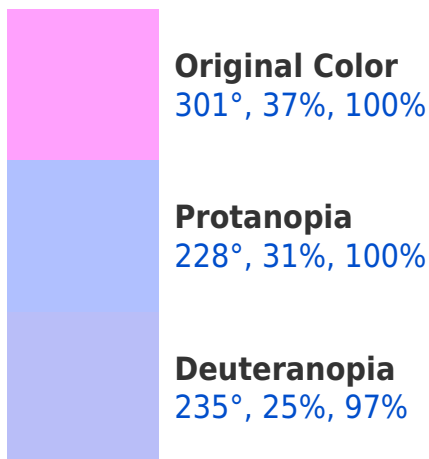 Original Color
301°, 37%, 100%
Protanopia
228°, 31%, 100%
Deuteranopia
235°, 25%, 97%